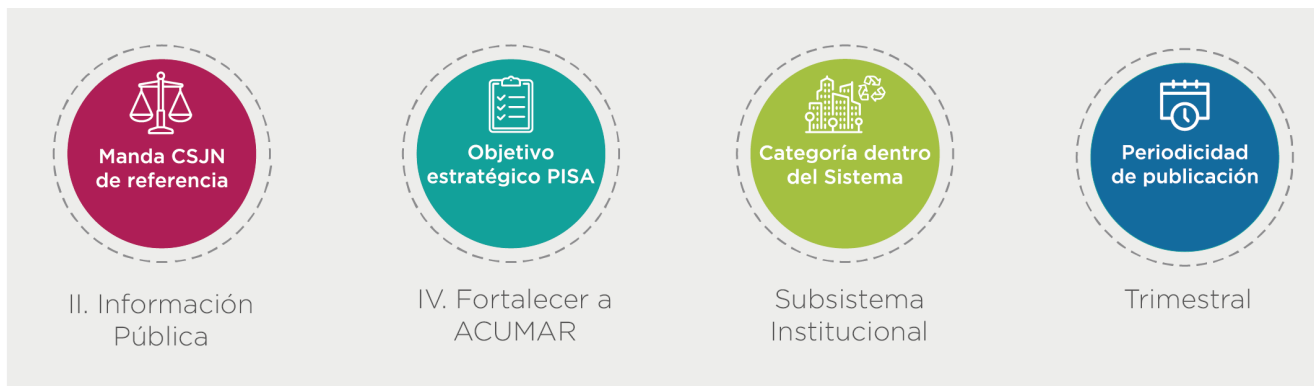 Manda CSJN
de referencia
II. Información
Pública
Objetivo
estratégico PISA
IV. Fortalecer a
ACUMAR
Categoría dentro
del Sistema
Subsistema
Institucional
Periodicidad
de publicación
Trimestral